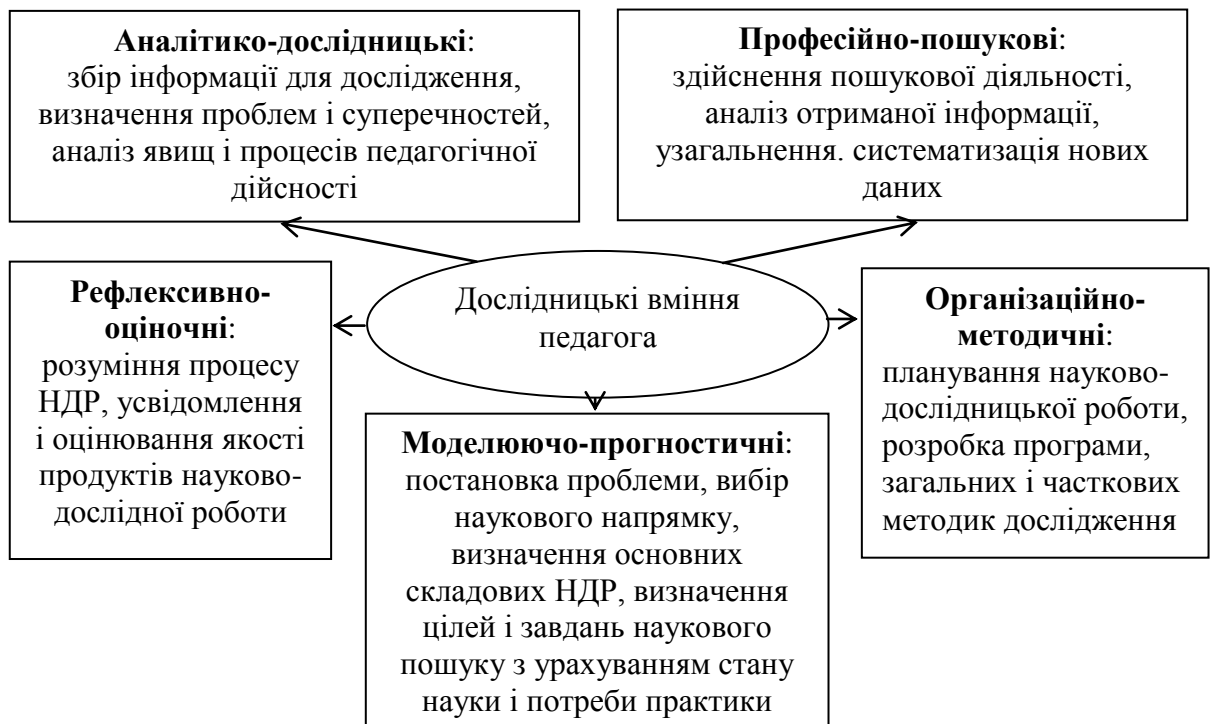 Аналітико-дослідницькі:
збір інформації для дослідження,
визначення проблем і суперечностей,
аналіз явищ і процесів педагогічної
дійсності
Професійно-пошукові:
здійснення пошукової діяльності,
аналіз отриманої інформації,
узагальнення. систематизація нових
даних
Дослідницькі вміння
педагога
Рефлексивно-
оціночні:
розуміння процесу
НДР, усвідомлення
і оцінювання якості
продуктів науково-
дослідної роботи
Моделюючо-прогностичні:
постановка проблеми, вибір
наукового напрямку,
визначення основних
складових НДР, визначення
цілей і завдань наукового
пошуку з урахуванням стану
науки і потреби практики
Організаційно-
методичні:
планування науково-
дослідницької роботи,
розробка програми,
загальних і часткових
методик дослідження